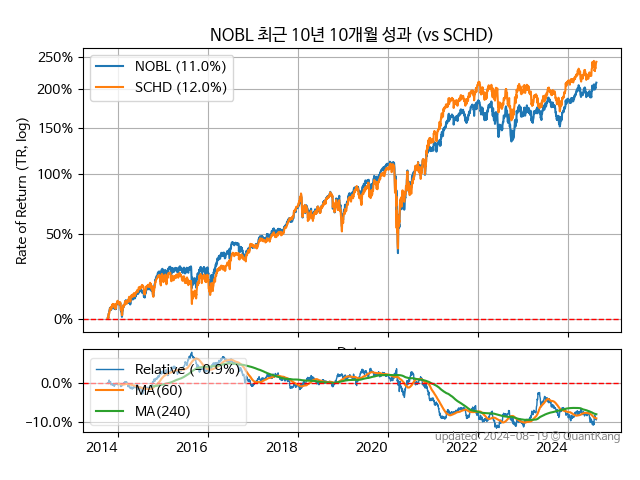 NOBL 최근 10년 10개월 성과 (vs SCHD)
250%
200%
150%
100%
50%
0%
Rate of Return (TR, log)
NOBL (11.0%)
SCHD (12.0%)
0.0%
−10.0%
Relative (−0.9%)
MA(60)
MA(240)
2014 2016 2018 2020 2022 2024
updated: 2024-08-19 © QuantKang